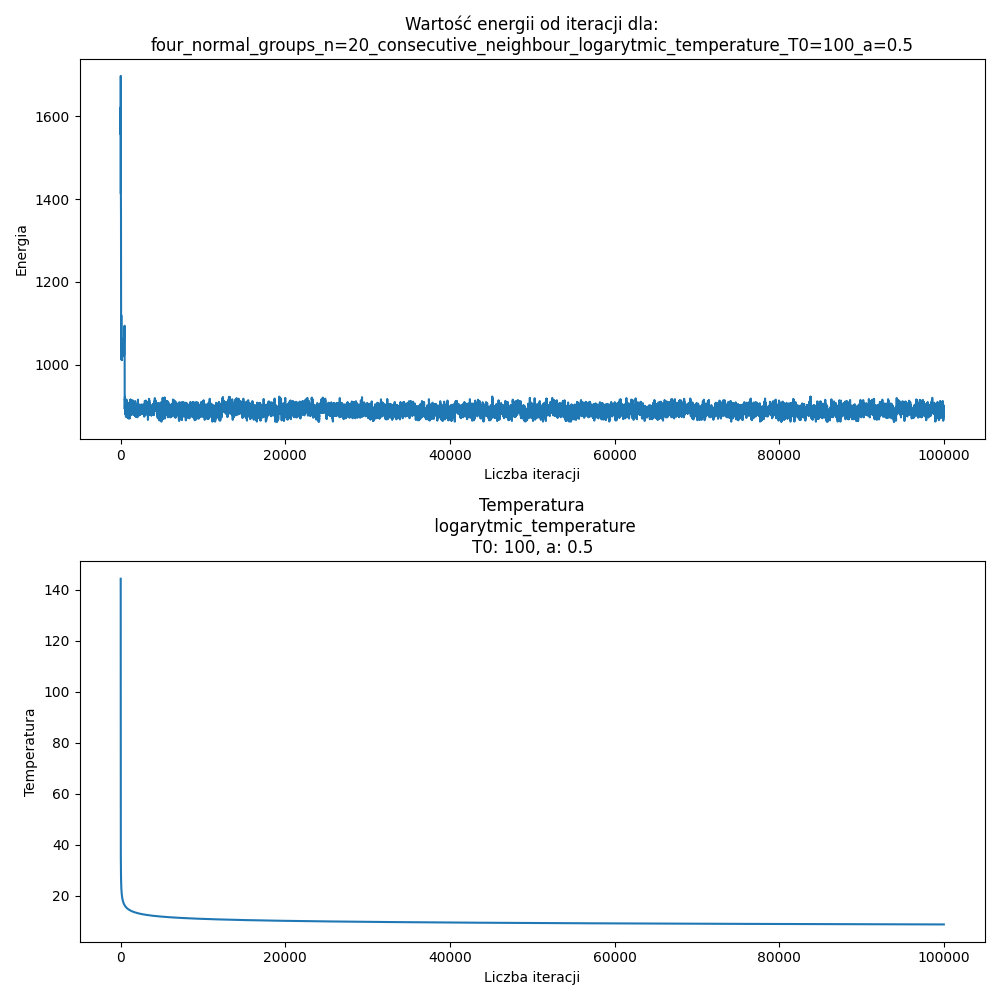 Wartość energii od iteracji dla:
four_normal_groups_n=20_consecutive_neighbour_logarytmic_temperature_T0=100_a=0.5
1600
1400
1200
1000
Energia
0 20000 40000 60000 80000 100000
Liczba iteracji
Temperatura
logarytmic_temperature
T0: 100, a: 0.5
140
120
100
80
60
40
20
Temperatura
0 20000 40000 60000 80000 100000
Liczba iteracji